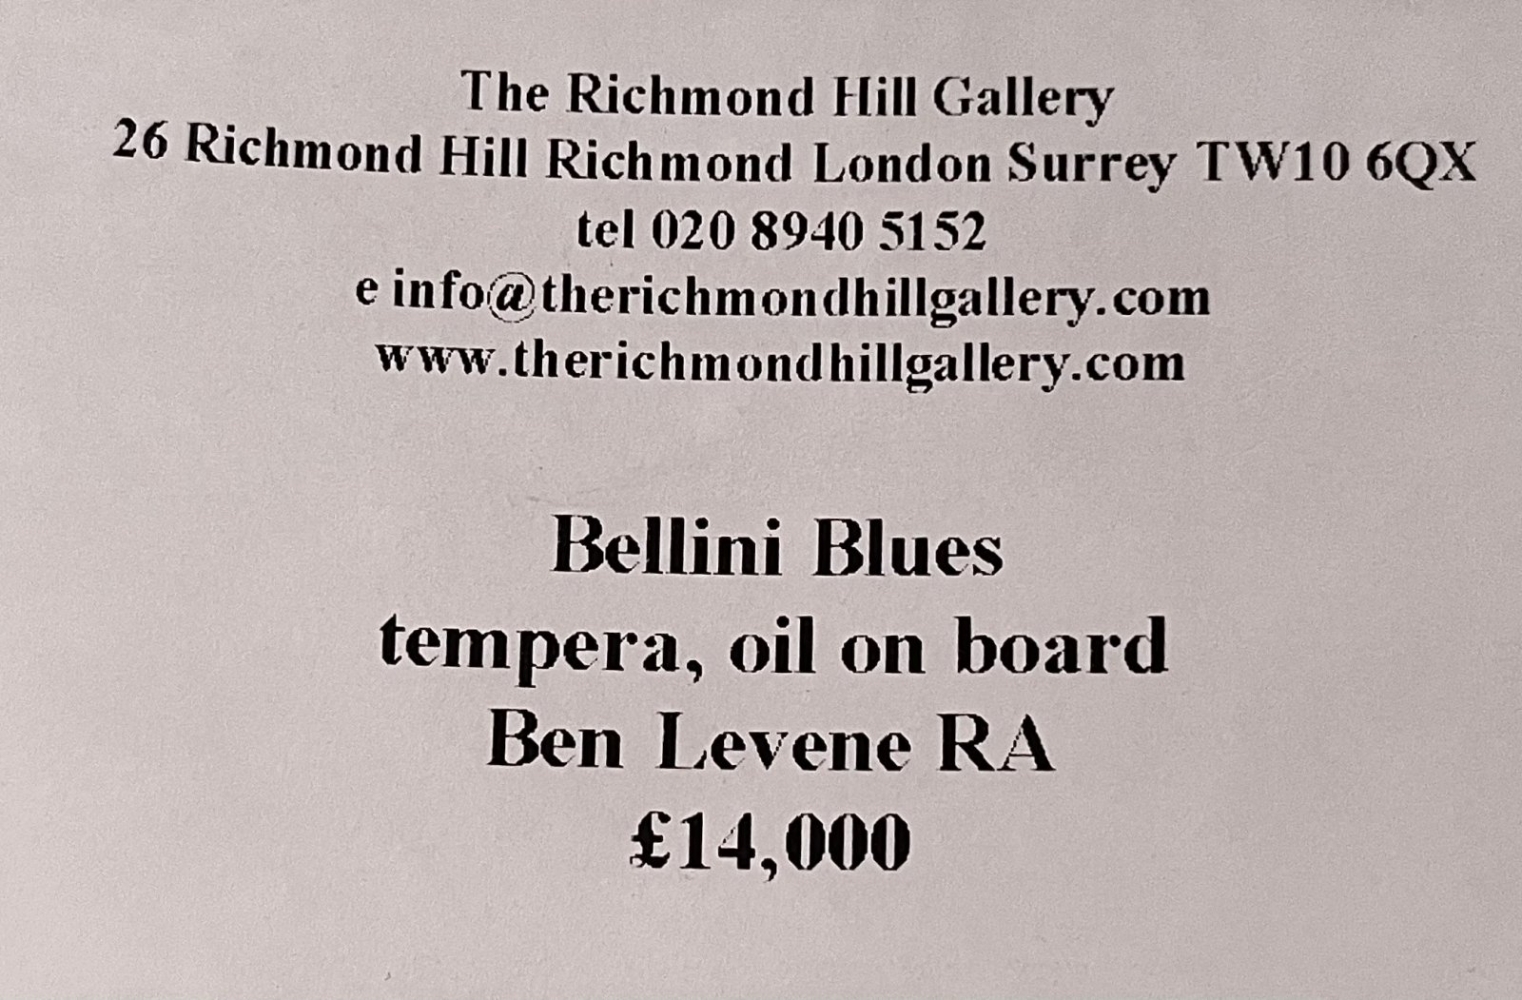 The Richmond Hill Gallery
26 Richmond Hill Richmond London Surrey TW10 6QX
tel 020 8940 5152
e info@therichmondhillgallery.com
www.therichmondhillgallery.com
Bellini Blues
tempera, oil on board
Ben Levene RA
£14,000